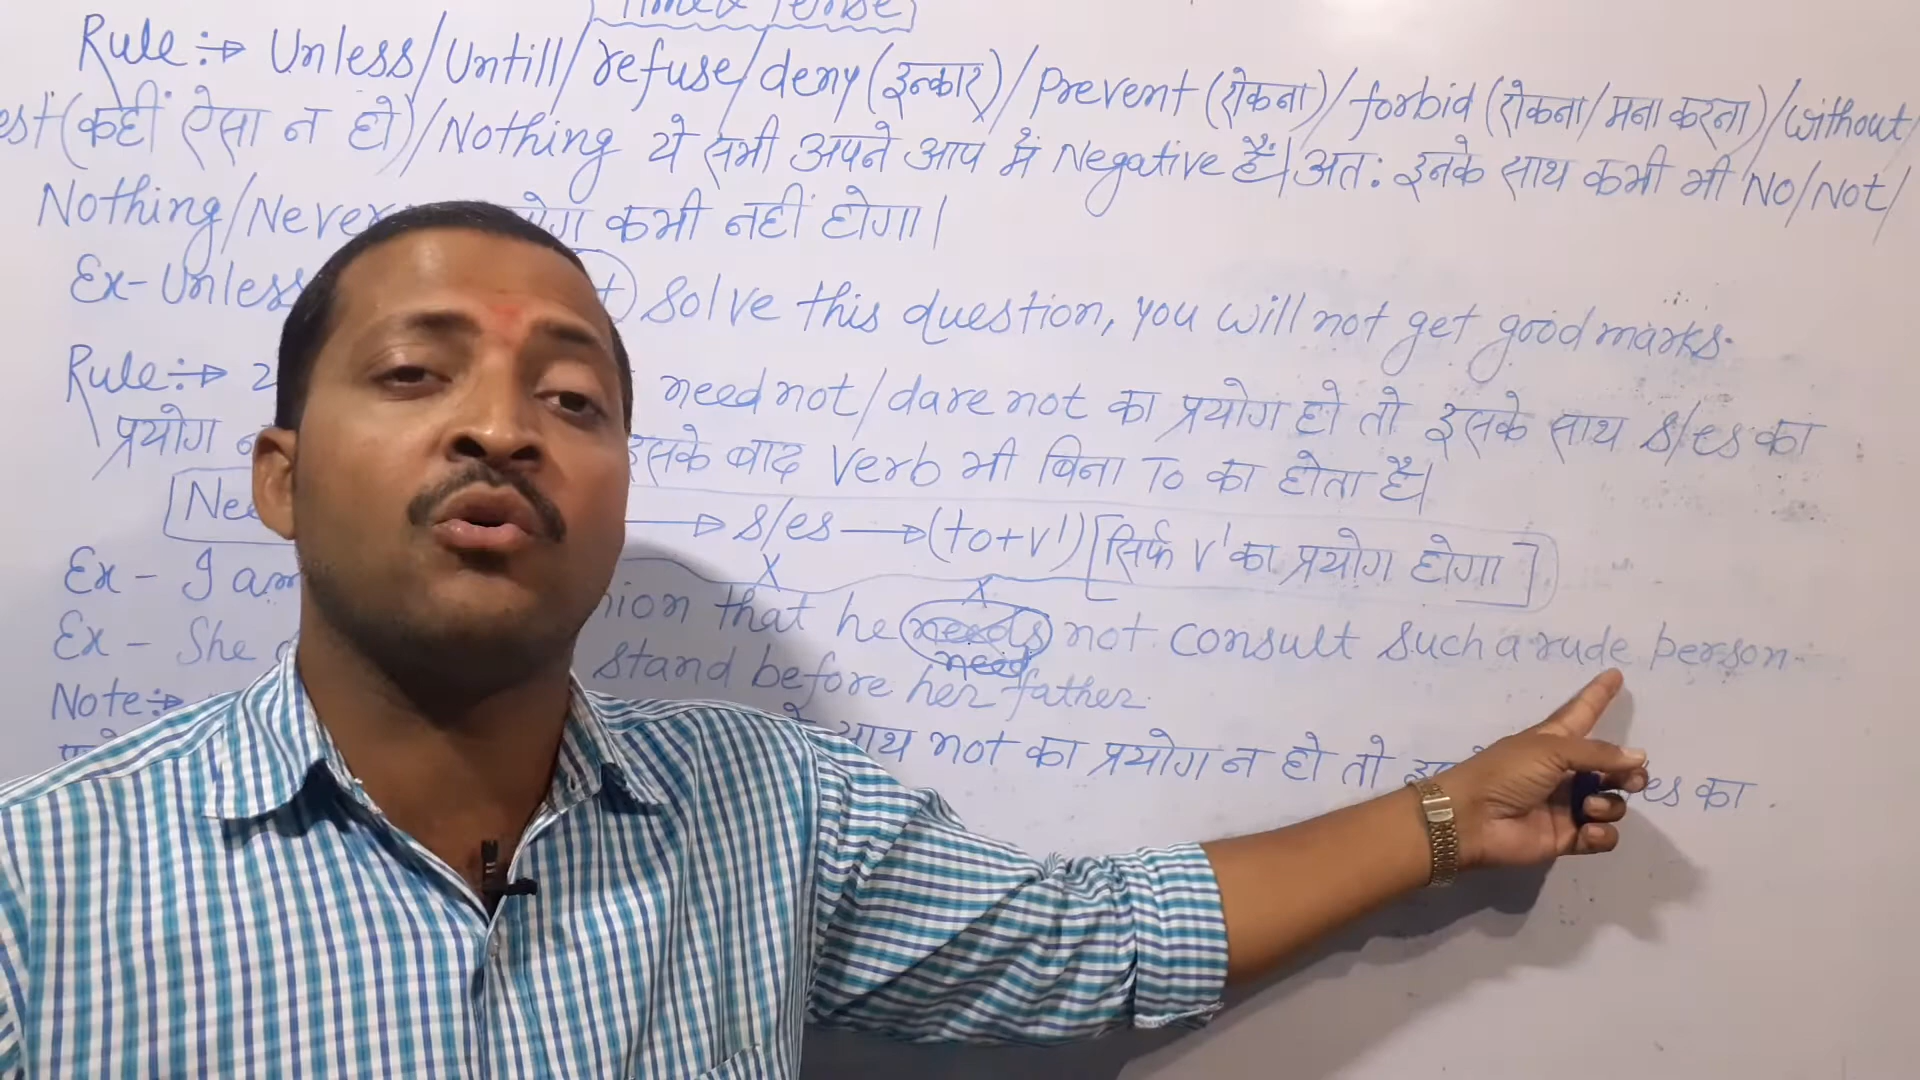 Time & Tense
Rule:→ Unless/Untill/refuse/deny (इन्कार)/Prevent (रोकना)/forbid (रोकना/मना करना)/Without/
(कहीं ऐसा न हो)/Nothing ये सभी अपने आप में Negative हैं। अत: इनके साथ कभी भी No/Not/
Nothing/Never कभी नहीं होगा।
Ex- Unless Solve this question, you will not get good marks.
Rule:→ need not/dare not का प्रयोग हो तो इसके साथ s/es का
प्रयोग इसके बाद Verb भी बिना To का होता है।
→ s/es → (to+V¹) [सिर्फ V¹ का प्रयोग होगा]
X X
Ex - I am that he needs not consult such a rude person.
need
Ex - She stand before her father.
Note:→
साथ not का प्रयोग न हो तो का